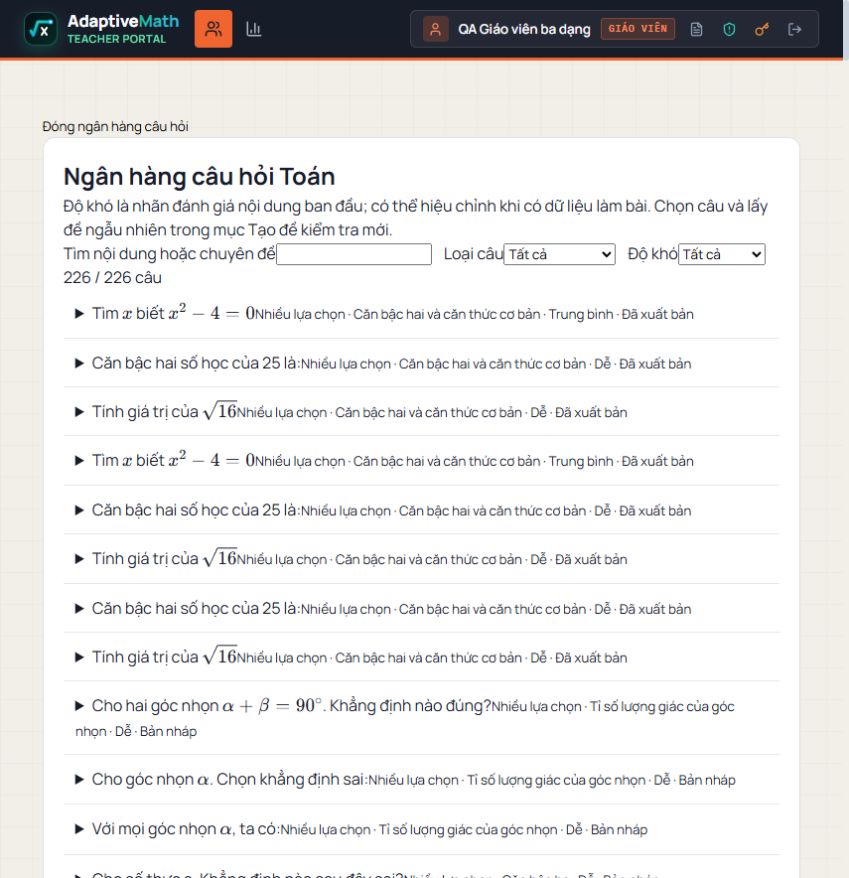 AdaptiveMath
TEACHER PORTAL
QA Giáo viên ba dạng
GIÁO VIÊN
Đóng ngân hàng câu hỏi
Ngân hàng câu hỏi Toán
Độ khó là nhãn đánh giá nội dung ban đầu; có thể hiệu chỉnh khi có dữ liệu làm bài. Chọn câu và lấy
đề ngẫu nhiên trong mục Tạo đề kiểm tra mới.
Tìm nội dung hoặc chuyên đề Loại câu Tất cả Độ khó Tất cả
226 / 226 câu
▶ Tìm x biết x² − 4 = 0Nhiều lựa chọn · Căn bậc hai và căn thức cơ bản · Trung bình · Đã xuất bản
▶ Căn bậc hai số học của 25 là:Nhiều lựa chọn · Căn bậc hai và căn thức cơ bản · Dễ · Đã xuất bản
▶ Tính giá trị của √16Nhiều lựa chọn · Căn bậc hai và căn thức cơ bản · Dễ · Đã xuất bản
▶ Tìm x biết x² − 4 = 0Nhiều lựa chọn · Căn bậc hai và căn thức cơ bản · Trung bình · Đã xuất bản
▶ Căn bậc hai số học của 25 là:Nhiều lựa chọn · Căn bậc hai và căn thức cơ bản · Dễ · Đã xuất bản
▶ Tính giá trị của √16Nhiều lựa chọn · Căn bậc hai và căn thức cơ bản · Dễ · Đã xuất bản
▶ Căn bậc hai số học của 25 là:Nhiều lựa chọn · Căn bậc hai và căn thức cơ bản · Dễ · Đã xuất bản
▶ Tính giá trị của √16Nhiều lựa chọn · Căn bậc hai và căn thức cơ bản · Dễ · Đã xuất bản
▶ Cho hai góc nhọn α + β = 90°. Khẳng định nào đúng?Nhiều lựa chọn · Tỉ số lượng giác của góc
nhọn · Dễ · Bản nháp
▶ Cho góc nhọn α. Chọn khẳng định sai:Nhiều lựa chọn · Tỉ số lượng giác của góc nhọn · Dễ · Bản nháp
▶ Với mọi góc nhọn α, ta có:Nhiều lựa chọn · Tỉ số lượng giác của góc nhọn · Dễ · Bản nháp